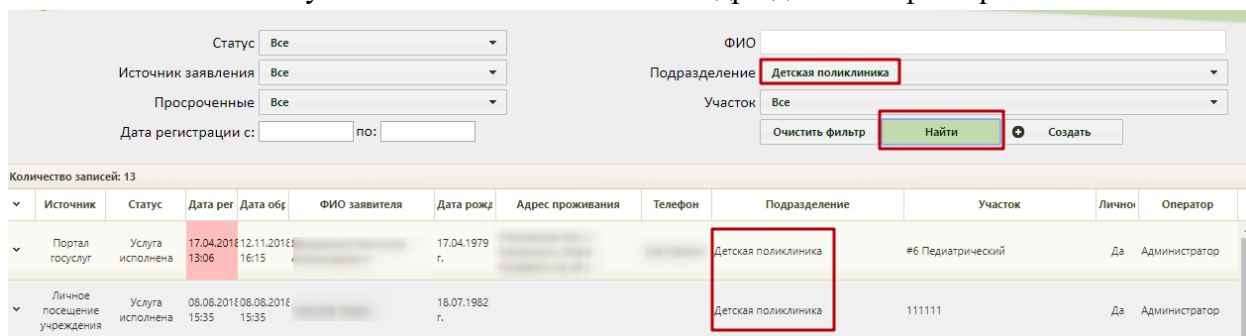 Статус Все ФИО
Источник заявления Все Подразделение Детская поликлиника
Просроченные Все Участок Все
Дата регистрации с: по: Очистить фильтр Найти Создать
Количество записей: 13
Источник Статус Дата рег Дата обр ФИО заявителя Дата рожд Адрес проживания Телефон Подразделение Участок Личное Оператор
Портал госуслуг Услуга исполнена 17.04.2018 13:06 12.11.2018 16:15 17.04.1979 г. Детская поликлиника #6 Педиатрический Да Администратор
Личное посещение учреждения Услуга исполнена 08.08.2018 15:35 08.08.2018 15:35 18.07.1982 г. Детская поликлиника 111111 Да Администратор